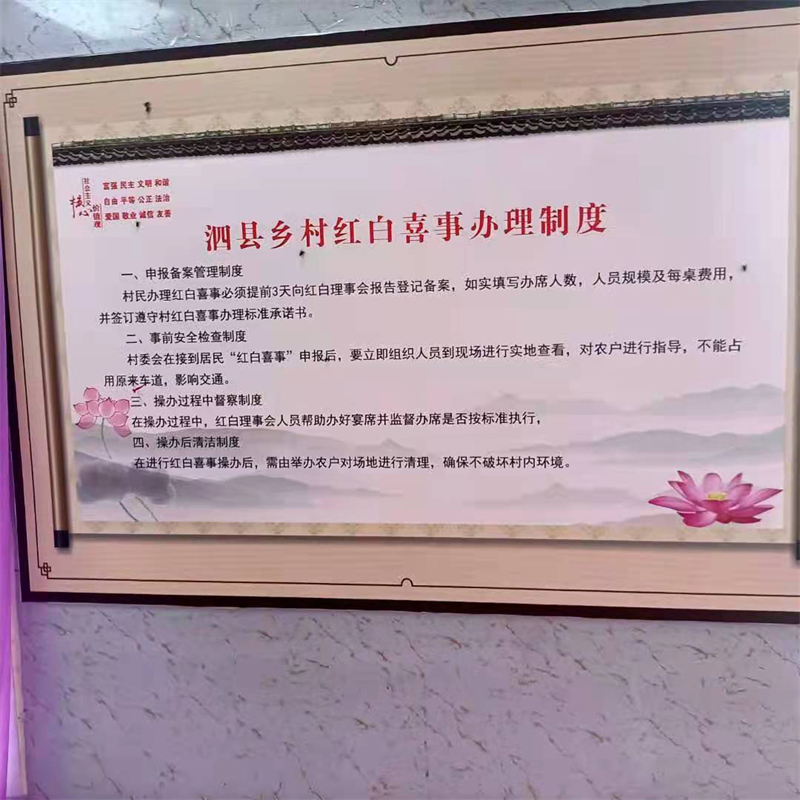 社会主义
核心
价值观
富强 民主 文明 和谐
自由 平等 公正 法治
爱国 敬业 诚信 友善
泗县乡村红白喜事办理制度
一、申报备案管理制度
村民办理红白喜事必须提前3天向红白理事会报告登记备案，如实填写办席人数，人员规模及每桌费用，
并签订遵守村红白喜事办理标准承诺书。
二、事前安全检查制度
村委会在接到居民“红白喜事”申报后，要立即组织人员到现场进行实地查看，对农户进行指导，不能占
用原来车道，影响交通。
三、操办过程中督察制度
在操办过程中，红白理事会人员帮助办好宴席并监督办席是否按标准执行，
四、操办后清洁制度
在进行红白喜事操办后，需由举办农户对场地进行清理，确保不破坏村内环境。